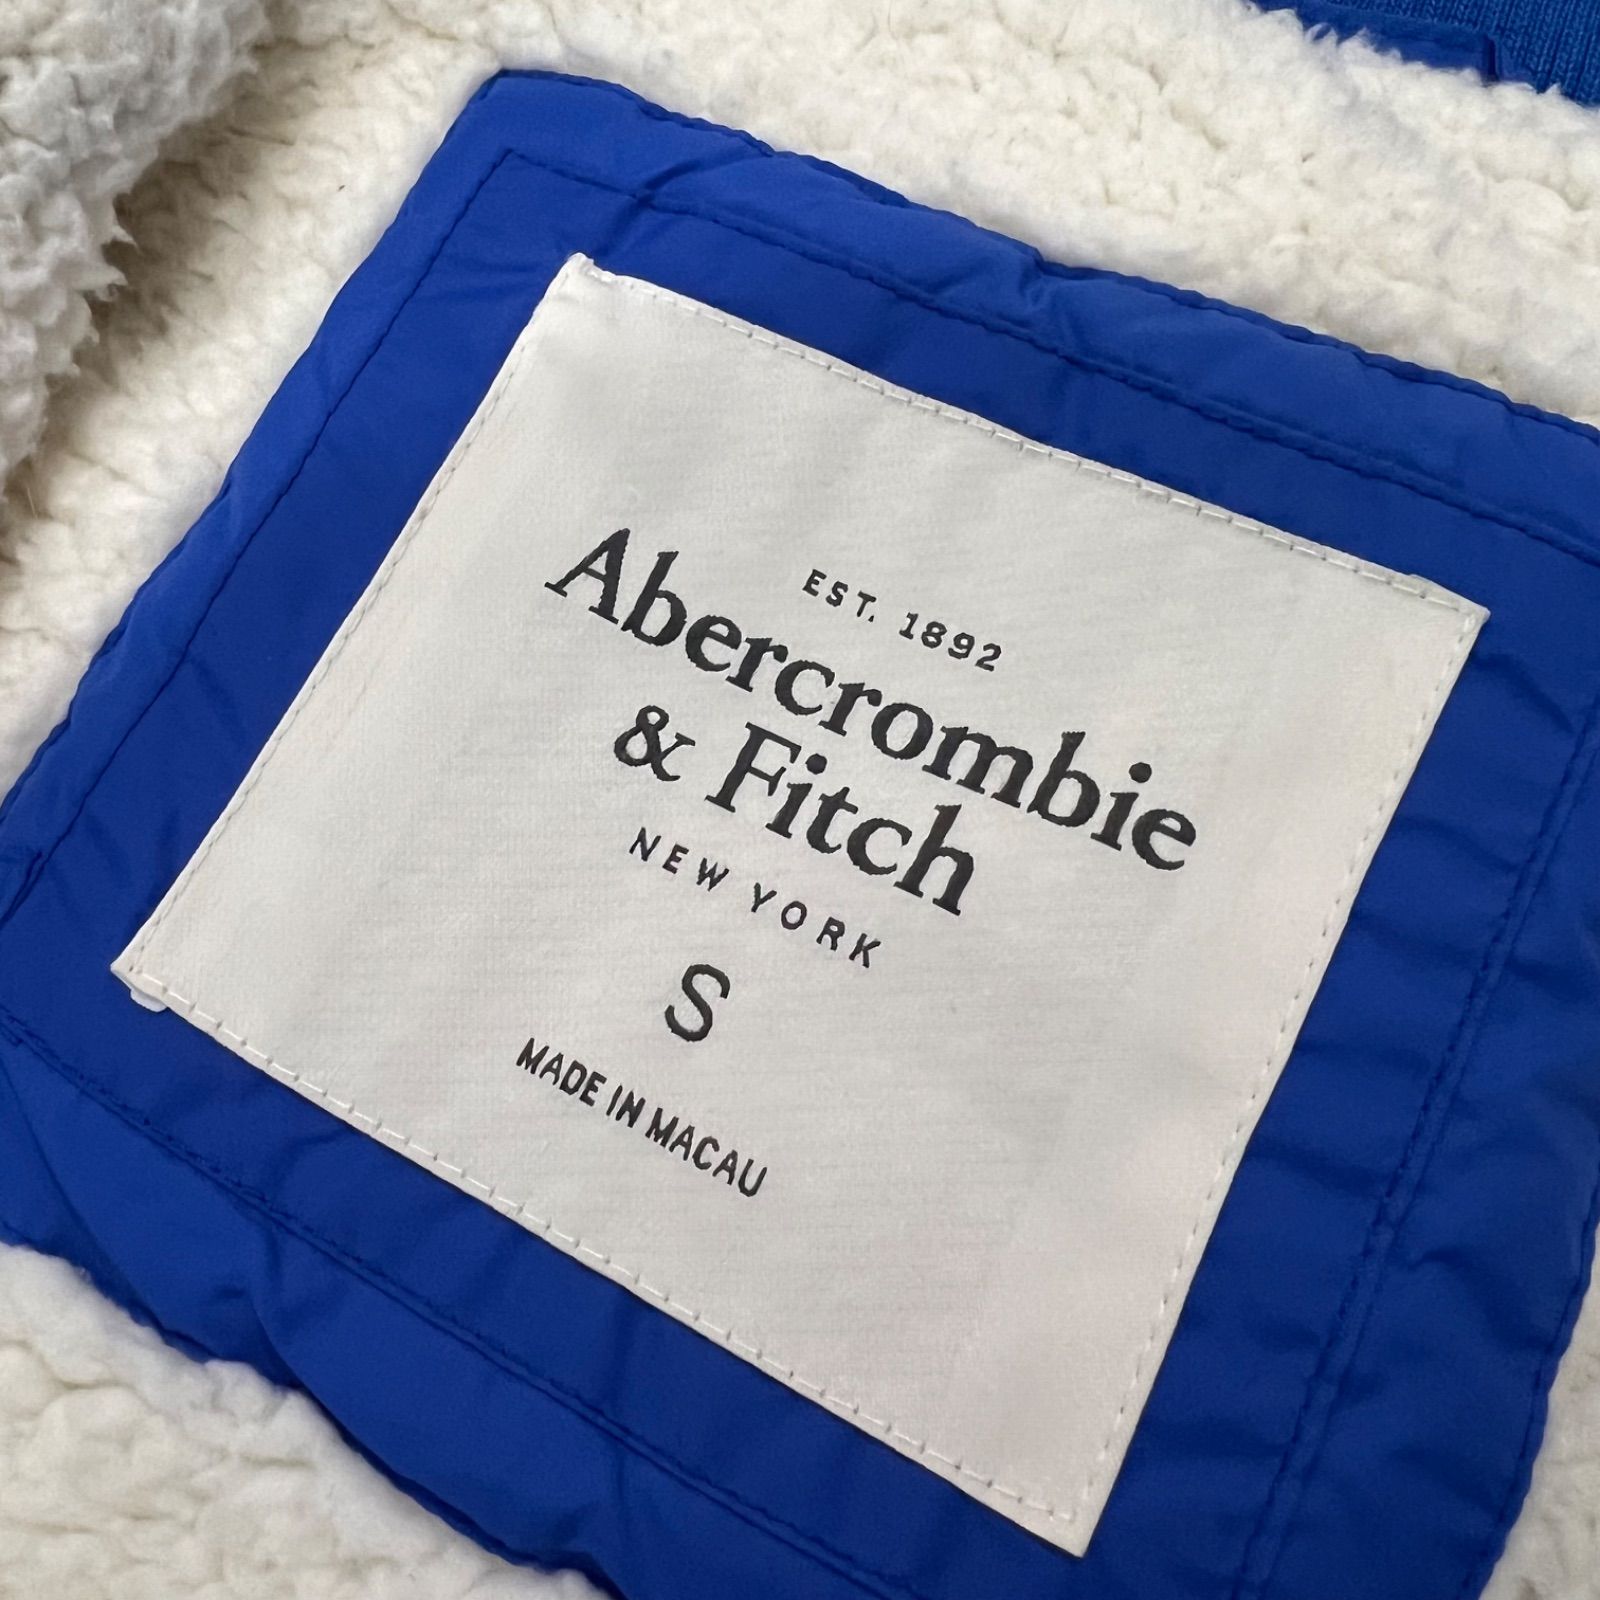 EST. 1892
Abercrombie
& Fitch
NEW YORK
S
MADE IN MACAU